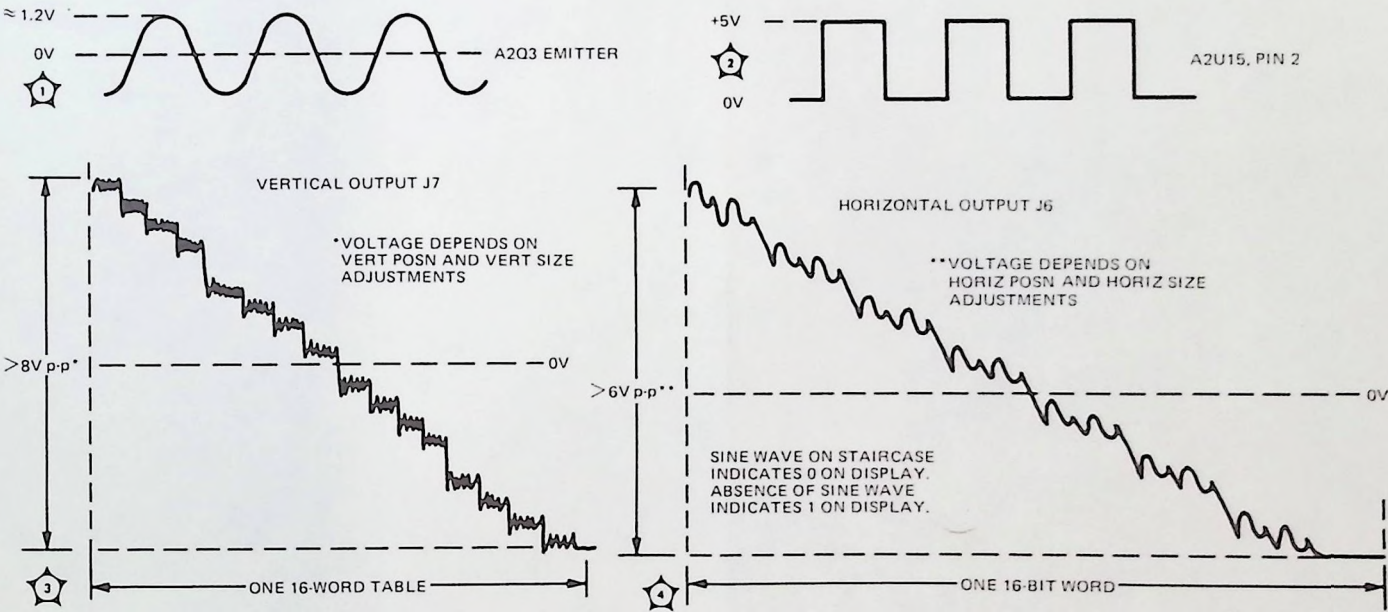 ≈1.2V
0V
A2Q3 EMITTER
1
+5V
0V
A2U15, PIN 2
2
VERTICAL OUTPUT J7
*VOLTAGE DEPENDS ON
VERT POSN AND VERT SIZE
ADJUSTMENTS
>8V p-p*
0V
ONE 16-WORD TABLE
3
HORIZONTAL OUTPUT J6
**VOLTAGE DEPENDS ON
HORIZ POSN AND HORIZ SIZE
ADJUSTMENTS
>6V p-p**
0V
SINE WAVE ON STAIRCASE
INDICATES 0 ON DISPLAY.
ABSENCE OF SINE WAVE
INDICATES 1 ON DISPLAY.
ONE 16-BIT WORD
4